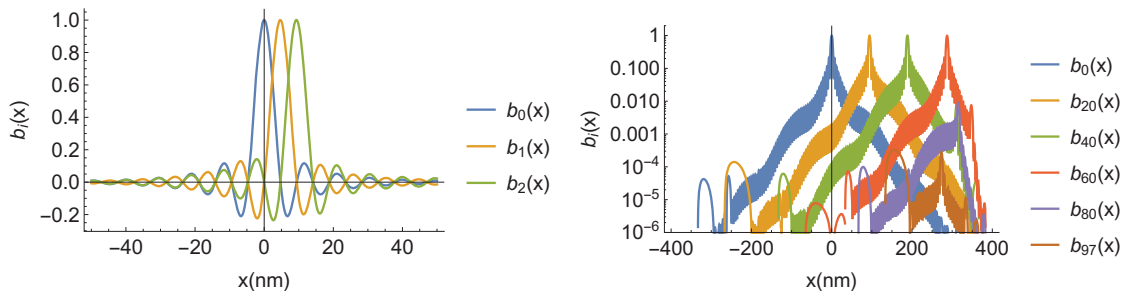 1.0
0.8
0.6
0.4
0.2
0.0
−0.2
b_i(x)
−40 −20 0 20 40
x(nm)
b_0(x)
b_1(x)
b_2(x)
1
0.100
0.010
0.001
10^−4
10^−5
10^−6
b_i(x)
−400 −200 0 200 400
x(nm)
b_0(x)
b_20(x)
b_40(x)
b_60(x)
b_80(x)
b_97(x)